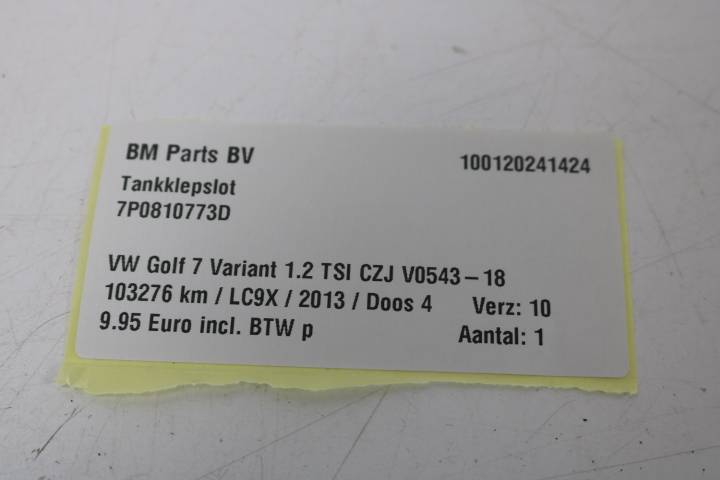 BM Parts BV 100120241424
Tankklepslot
7P0810773D
VW Golf 7 Variant 1.2 TSI CZJ V0543-18
103276 km / LC9X / 2013 / Doos 4 Verz: 10
9.95 Euro incl. BTW p Aantal: 1